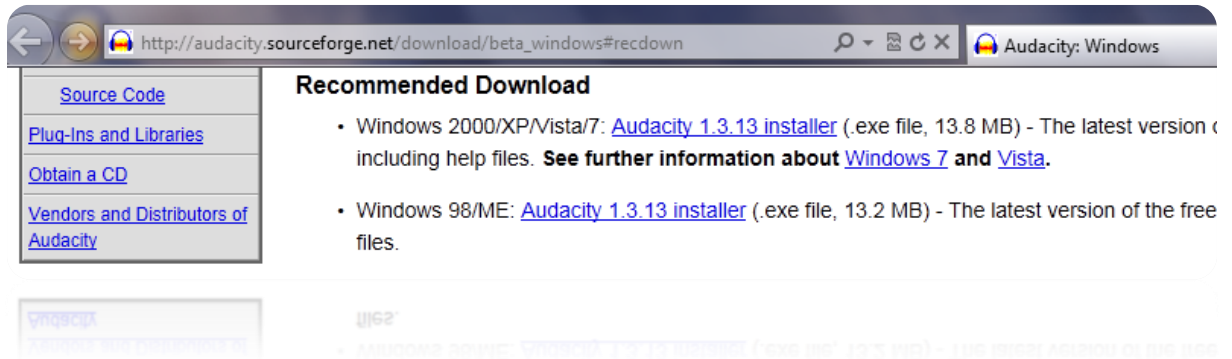 http://audacity.sourceforge.net/download/beta_windows#recdown
Audacity: Windows
Source Code
Plug-Ins and Libraries
Obtain a CD
Vendors and Distributors of
Audacity
Recommended Download
• Windows 2000/XP/Vista/7: Audacity 1.3.13 installer (.exe file, 13.8 MB) - The latest version
including help files. See further information about Windows 7 and Vista.
• Windows 98/ME: Audacity 1.3.13 installer (.exe file, 13.2 MB) - The latest version of the free
files.